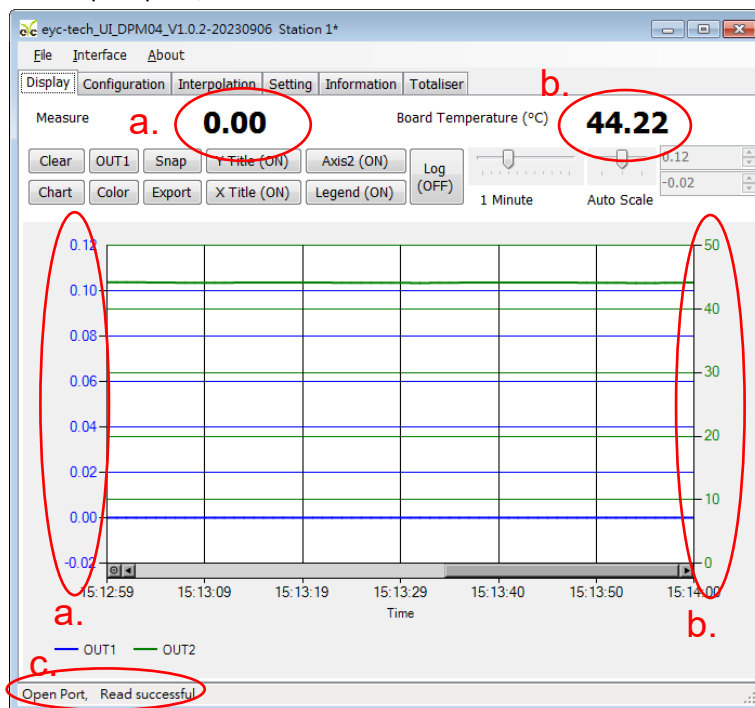 eyc-tech_UI_DPM04_V1.0.2-20230906 Station 1*
File Interface About
Display Configuration Interpolation Setting Information Totaliser
b.
Measure a. 0.00 Board Temperature (°C) 44.22
Clear OUT1 Snap Y Title (ON) Axis2 (ON) Log (OFF) 0.12
Chart Color Export X Title (ON) Legend (ON) 1 Minute Auto Scale -0.02
0.12 50
0.10
40
0.08
30
0.06
0.04 20
0.02
10
0.00
-0.02 0
15:12:59 15:13:09 15:13:19 15:13:29 15:13:40 15:13:50 15:14:00
a. Time b.
OUT1 OUT2
c.
Open Port, Read successful